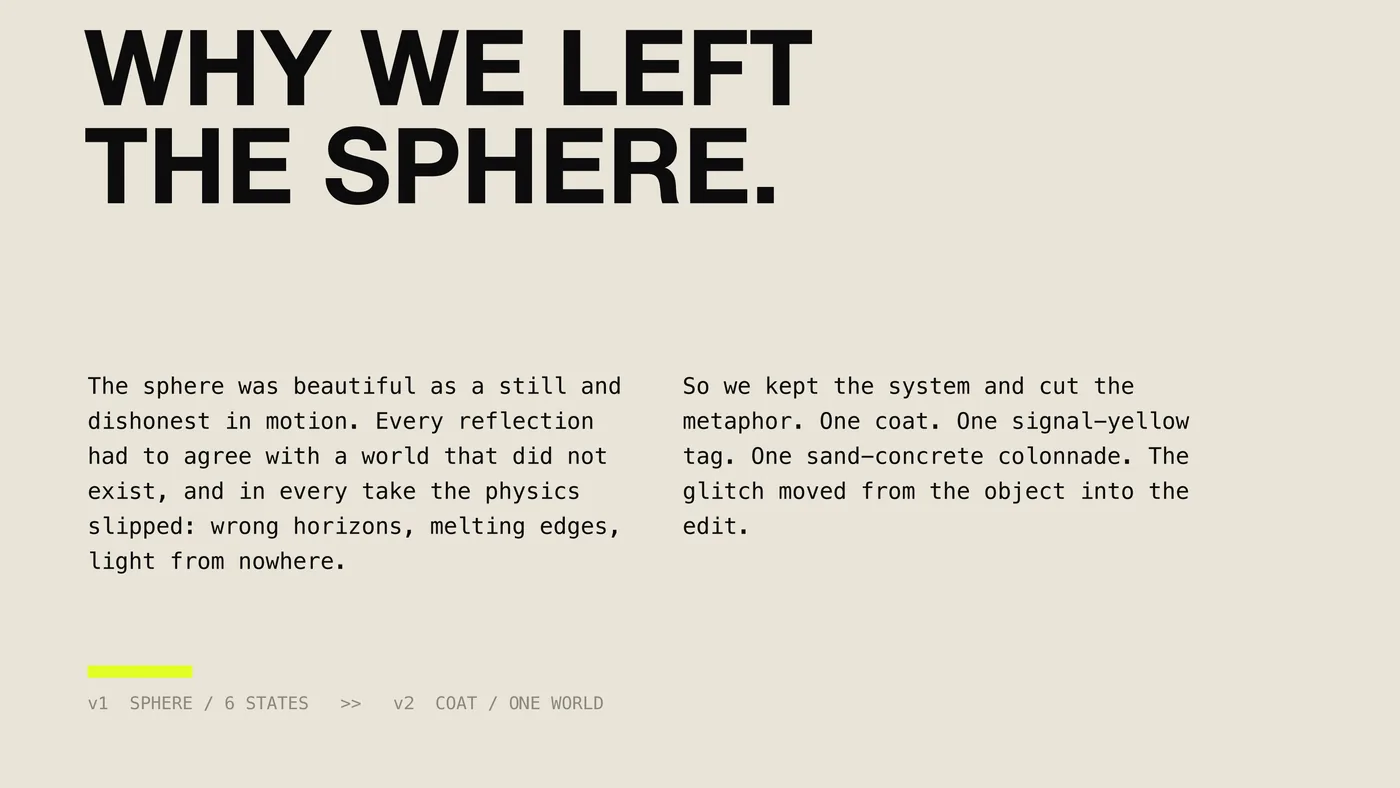 WHY WE LEFT
THE SPHERE.
The sphere was beautiful as a still and
dishonest in motion. Every reflection
had to agree with a world that did not
exist, and in every take the physics
slipped: wrong horizons, melting edges,
light from nowhere.
So we kept the system and cut the
metaphor. One coat. One signal–yellow
tag. One sand–concrete colonnade. The
glitch moved from the object into the
edit.
v1 SPHERE / 6 STATES >> v2 COAT / ONE WORLD